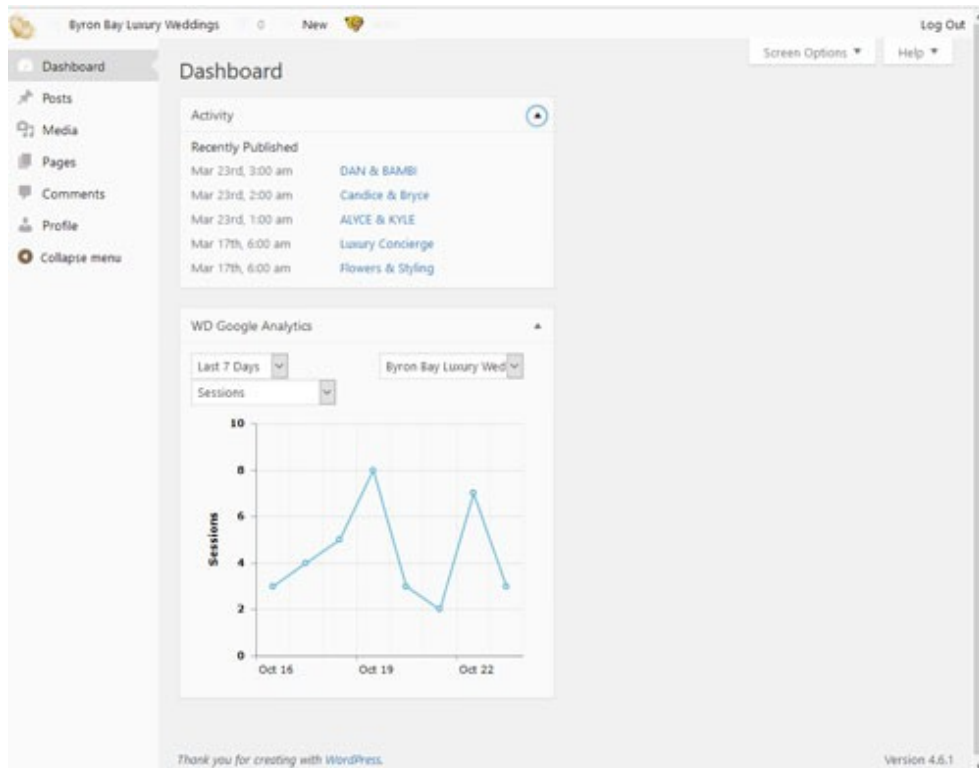 Byron Bay Luxury Weddings 0 New Log Out
Screen Options Help
Dashboard
Posts
Media
Pages
Comments
Profile
Collapse menu
Dashboard
Activity
Recently Published
Mar 23rd, 3:00 am DAN & BAMBI
Mar 23rd, 2:00 am Candice & Bryce
Mar 23rd, 1:00 am ALYCE & KYLE
Mar 17th, 6:00 am Luxury Concierge
Mar 17th, 6:00 am Flowers & Styling
WD Google Analytics
Last 7 Days Byron Bay Luxury Wed
Sessions
10
8
6
4
2
0
Sessions
Oct 16 Oct 19 Oct 22
Thank you for creating with WordPress. Version 4.6.1